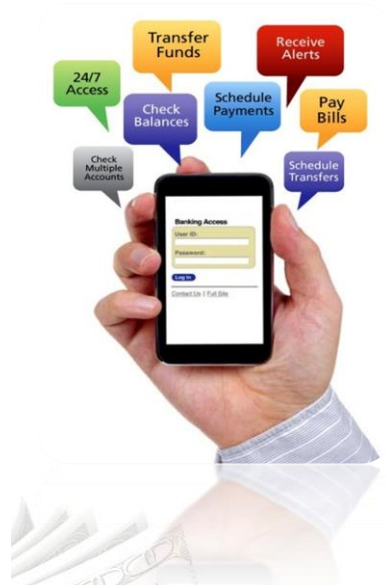 Transfer
Funds
Receive
Alerts
24/7
Access
Check
Balances
Schedule
Payments
Pay
Bills
Check
Multiple
Accounts
Schedule
Transfers
Banking Access
User ID:
Password:
Log In
Contact Us | Full Site